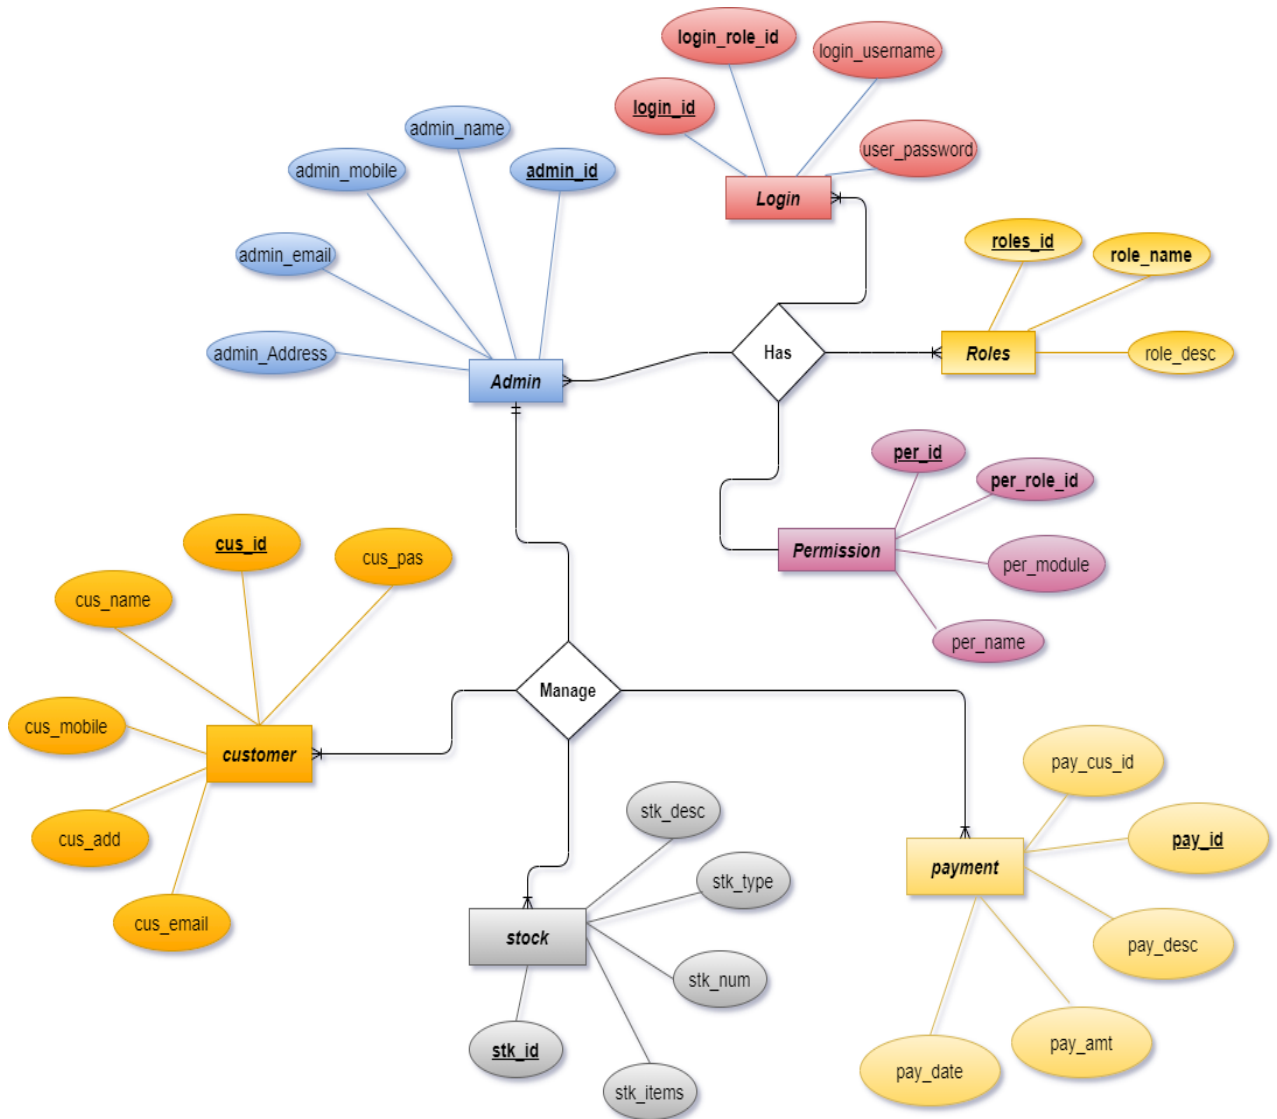 login_role_id
login_username
login_id
user_password
Login
admin_name
admin_mobile
admin_id
admin_email
admin_Address
Admin
roles_id
role_name
Has
Roles
role_desc
per_id
per_role_id
Permission
per_module
per_name
cus_id
cus_pas
cus_name
cus_mobile
customer
cus_add
cus_email
Manage
stk_desc
stk_type
stock
stk_num
stk_id
stk_items
pay_cus_id
pay_id
payment
pay_desc
pay_amt
pay_date